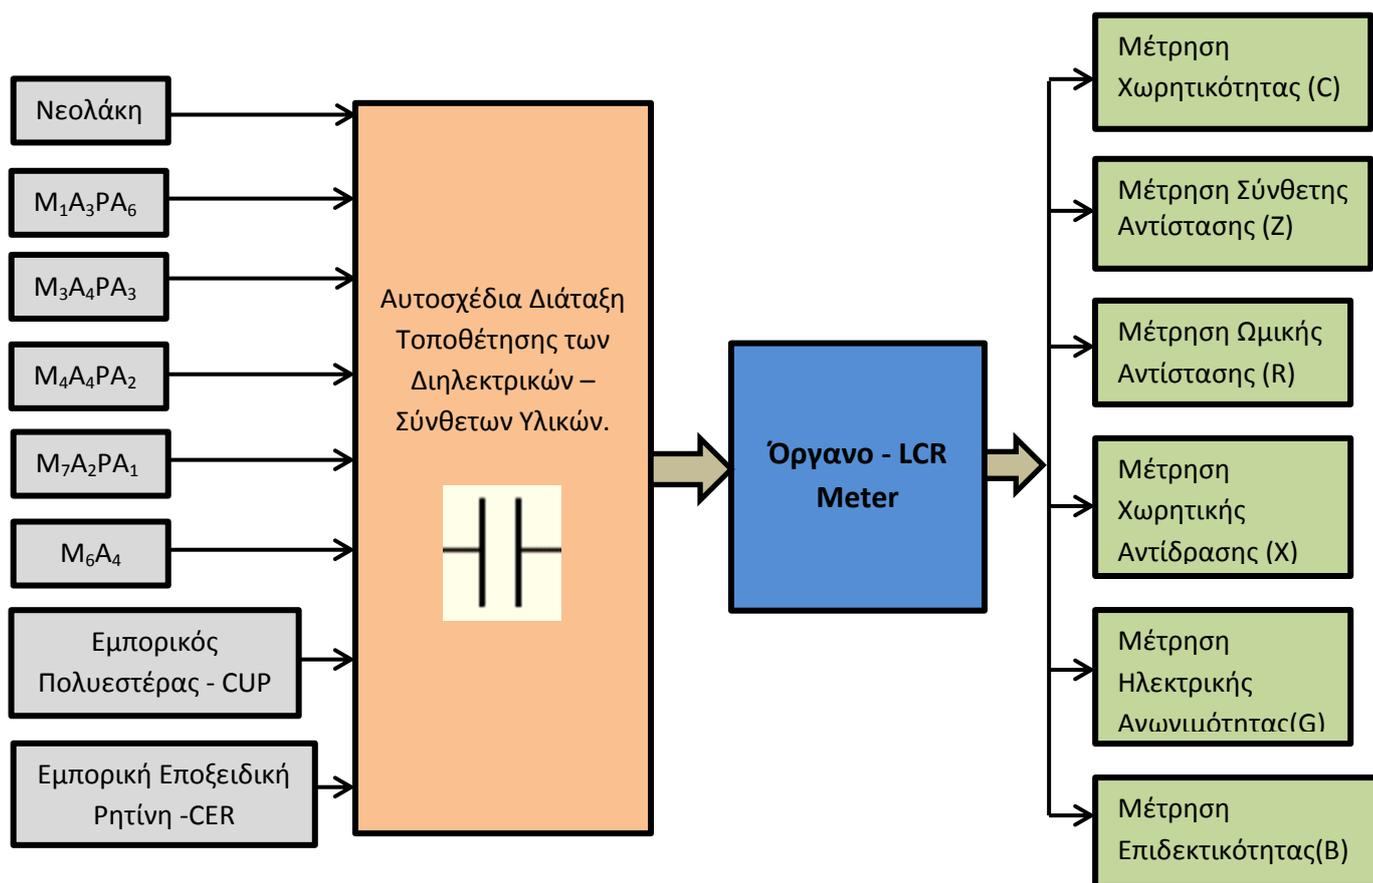 Νεολάκη
M₁A₃PA₆
M₃A₄PA₃
M₄A₄PA₂
M₇A₂PA₁
M₆A₄
Εμπορικός
Πολυεστέρας - CUP
Εμπορική Εποξειδική
Ρητίνη -CER
Αυτοσχέδια Διάταξη
Τοποθέτησης των
Διηλεκτρικών –
Σύνθετων Υλικών.
Όργανο - LCR
Meter
Μέτρηση
Χωρητικότητας (C)
Μέτρηση Σύνθετης
Αντίστασης (Z)
Μέτρηση Ωμικής
Αντίστασης (R)
Μέτρηση
Χωρητικής
Αντίδρασης (X)
Μέτρηση
Ηλεκτρικής
Αγωγιμότητας(G)
Μέτρηση
Επιδεκτικότητας(B)